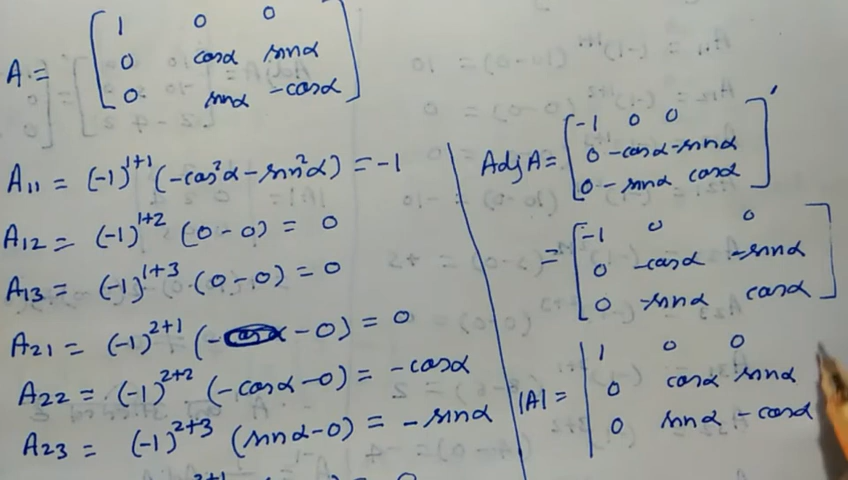 A = [ 1 0 0
0 cosα sinα
0 sinα -cosα ]
A11 = (-1)^1+1 (-cos²α - sin²α) = -1
A12 = (-1)^1+2 (0-0) = 0
A13 = (-1)^1+3 (0-0) = 0
A21 = (-1)^2+1 (- -0) = 0
A22 = (-1)^2+2 (-cosα-0) = -cosα
A23 = (-1)^2+3 (sinα-0) = -sinα
Adj A = [ -1 0 0
0 -cosα -sinα
0 -sinα cosα ]'
= [ -1 0 0
0 -cosα -sinα
0 -sinα cosα ]
|A| = | 1 0 0
0 cosα sinα
0 sinα -cosα